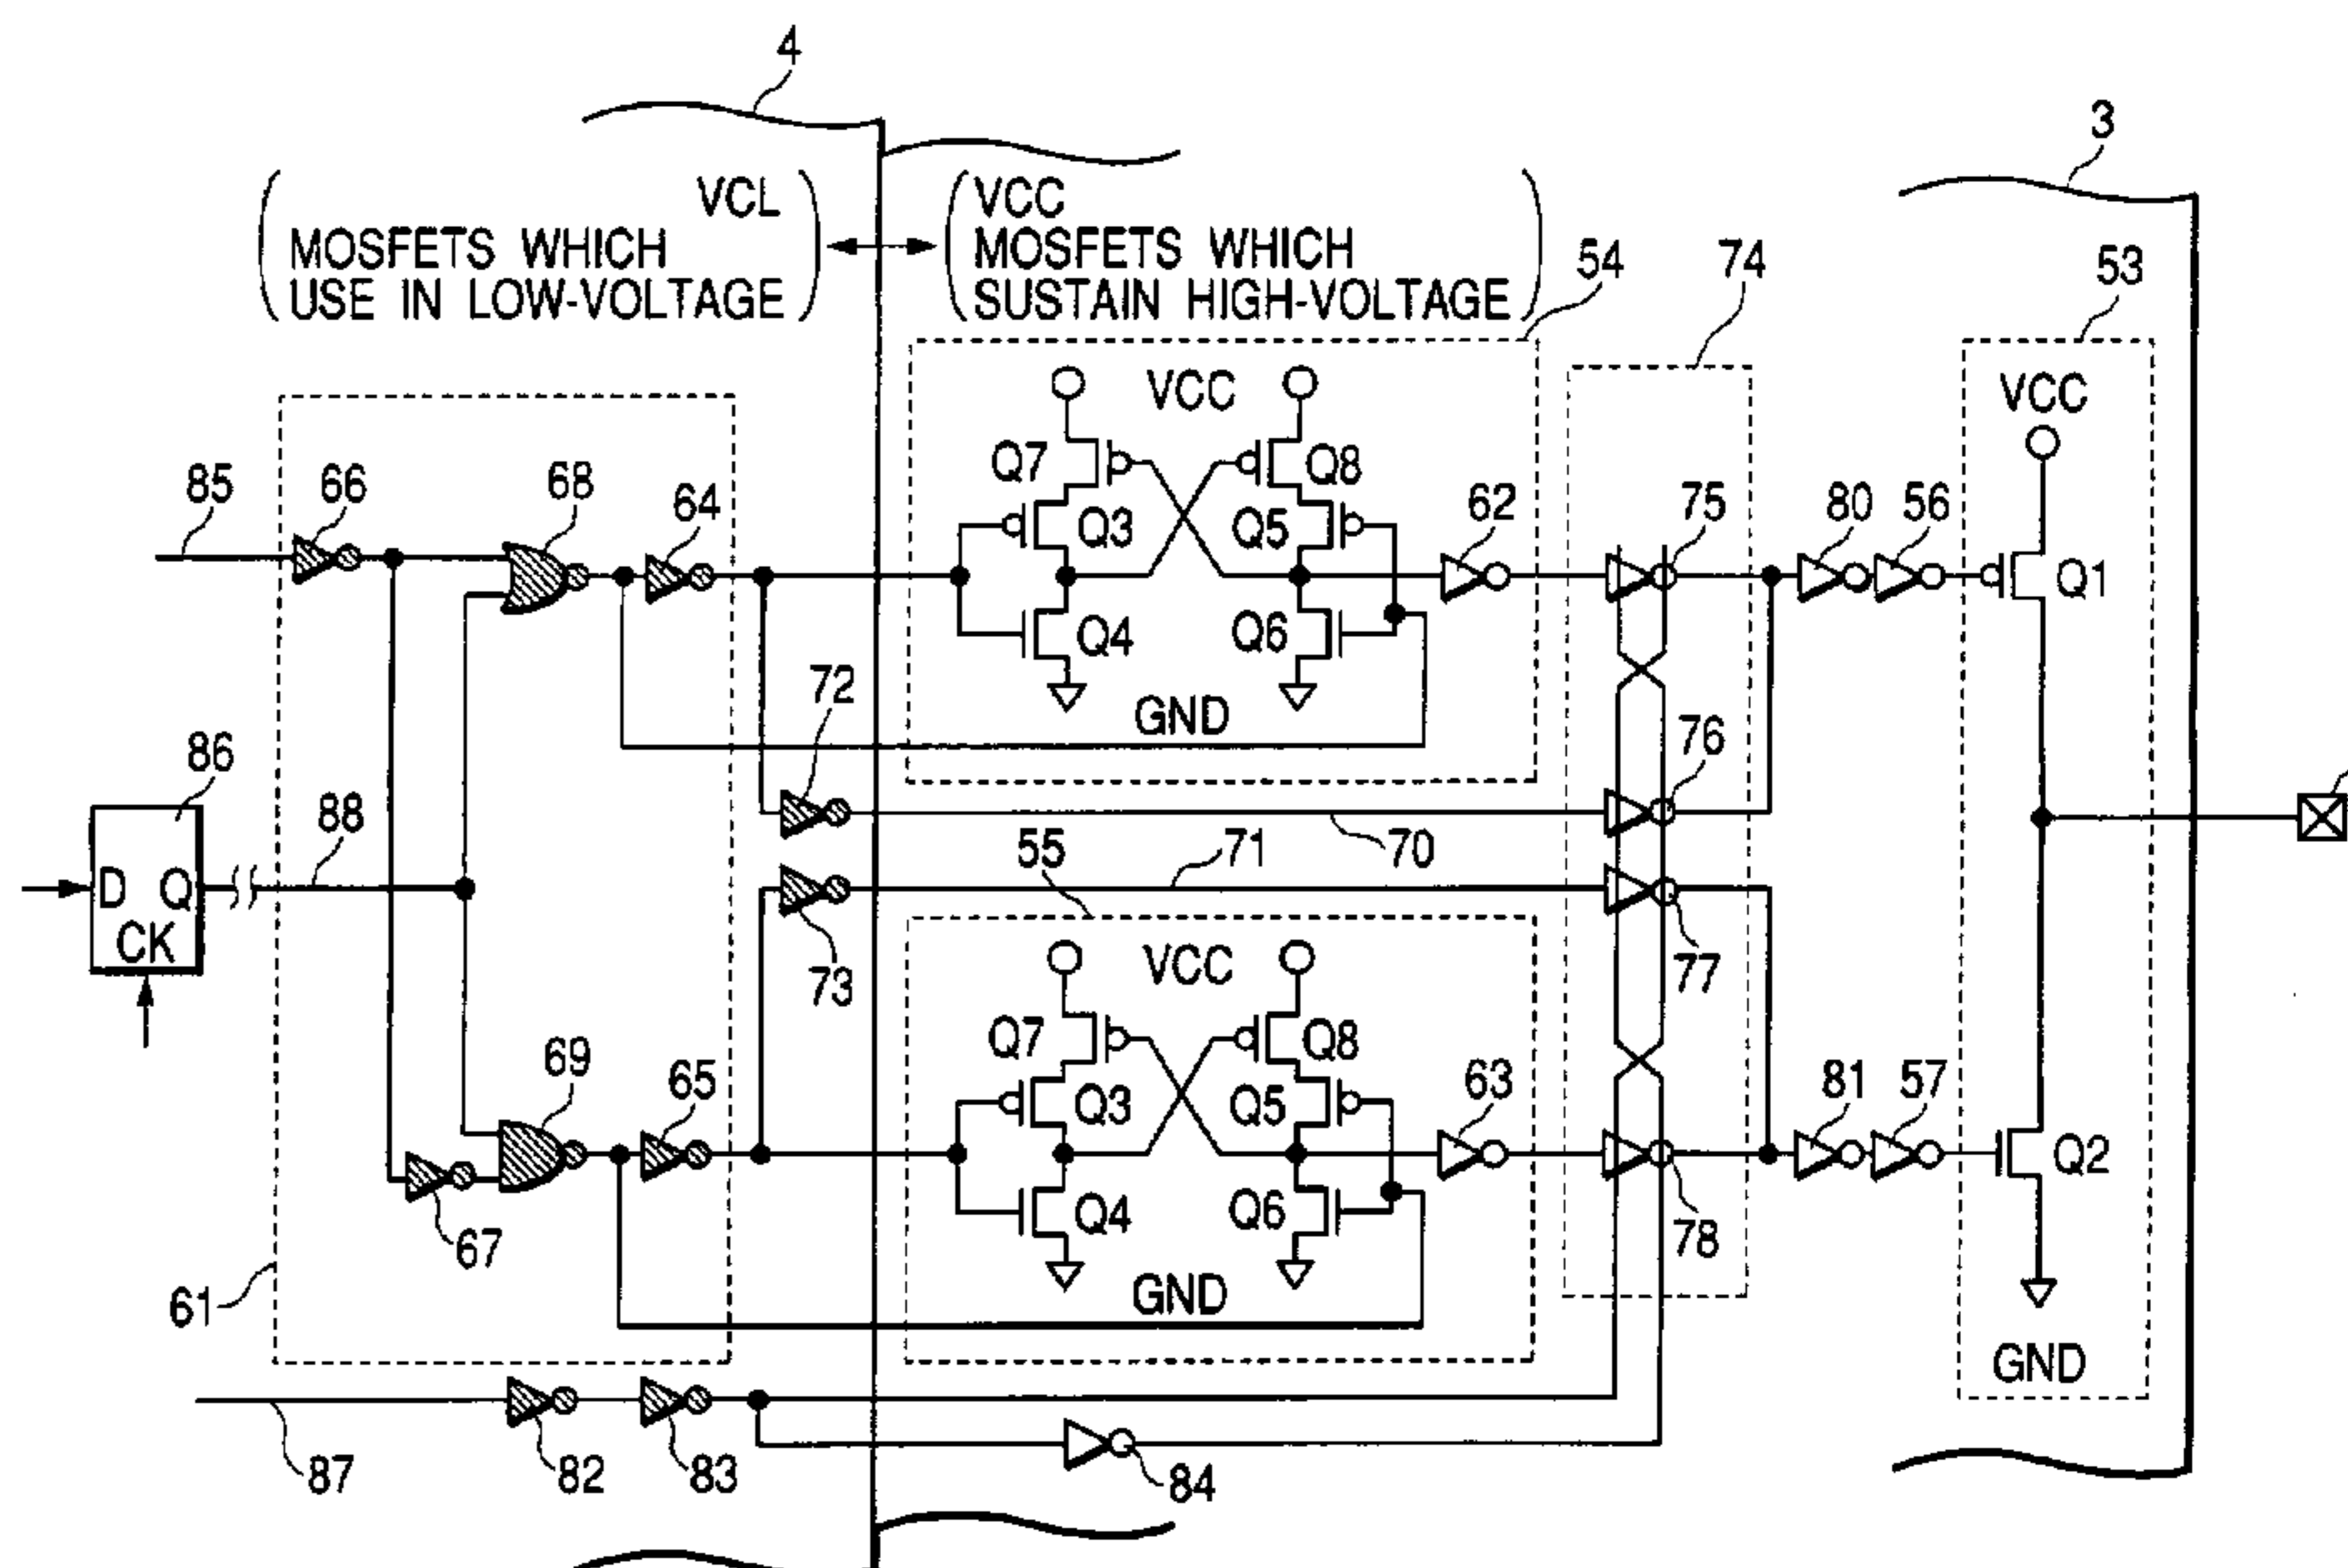 4
3
VCL
MOSFETS WHICH
USE IN LOW-VOLTAGE
VCC
MOSFETS WHICH
SUSTAIN HIGH-VOLTAGE
54
74
53
85
66
68
64
VCC
Q7
Q8
Q3
Q5
62
75
80
56
VCC
Q1
Q4
Q6
GND
72
76
86
88
D
Q
CK
55
71
70
73
77
VCC
Q7
Q8
Q3
Q5
63
69
65
67
81
57
Q2
Q4
Q6
78
GND
61
GND
87
82
83
84